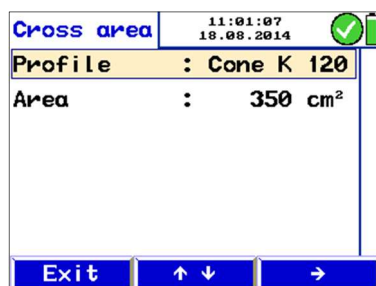 Cross area
11:01:07
18.08.2014
Profile : Cone K 120
Area : 350 cm²
Exit ↑ ↓ →